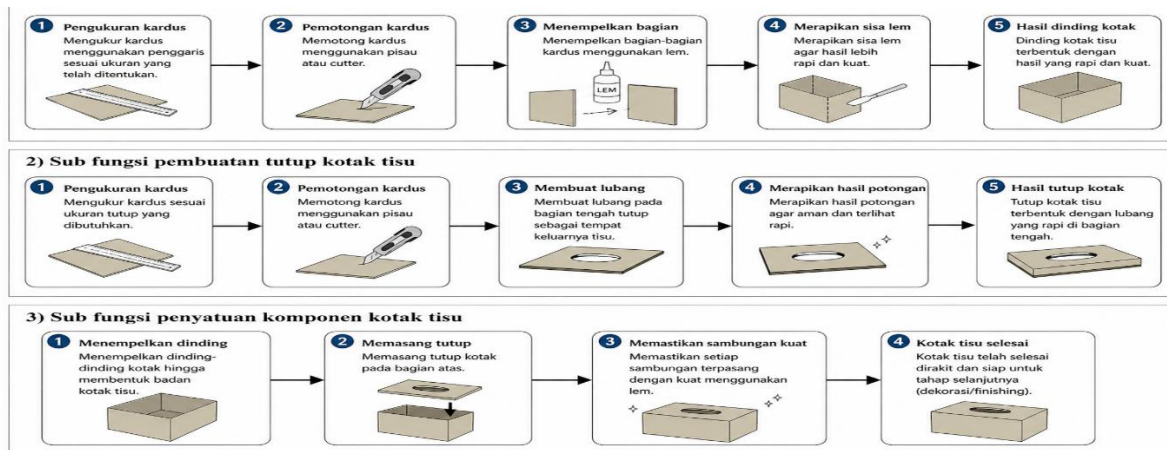 1 Pengukuran kardus
Mengukur kardus
menggunakan penggaris
sesuai ukuran yang
telah ditentukan.
2 Pemotongan kardus
Memotong kardus
menggunakan pisau
atau cutter.
3 Menempelkan bagian
Menempelkan bagian-bagian
kardus menggunakan lem.
LEM
4 Merapikan sisa lem
Merapikan sisa lem
agar hasil lebih
rapi dan kuat.
5 Hasil dinding kotak
Dinding kotak tisu
terbentuk dengan
hasil yang rapi dan kuat.
2) Sub fungsi pembuatan tutup kotak tisu
1 Pengukuran kardus
Mengukur kardus sesuai
ukuran tutup yang
dibutuhkan.
2 Pemotongan kardus
Memotong kardus
menggunakan pisau
atau cutter.
3 Membuat lubang
Membuat lubang pada
bagian tengah tutup
sebagai tempat
keluarnya tisu.
4 Merapikan hasil potongan
Merapikan hasil potongan
agar aman dan terlihat
rapi.
5 Hasil tutup kotak
Tutup kotak tisu
terbentuk dengan lubang
yang rapi di bagian
tengah.
3) Sub fungsi penyatuan komponen kotak tisu
1 Menempelkan dinding
Menempelkan dinding-
dinding kotak hingga
membentuk badan
kotak tisu.
2 Memasang tutup
Memasang tutup kotak
pada bagian atas.
3 Memastikan sambungan kuat
Memastikan setiap
sambungan terpasang
dengan kuat menggunakan
lem.
4 Kotak tisu selesai
Kotak tisu telah selesai
dirakit dan siap untuk
tahap selanjutnya
(dekorasi/finishing).